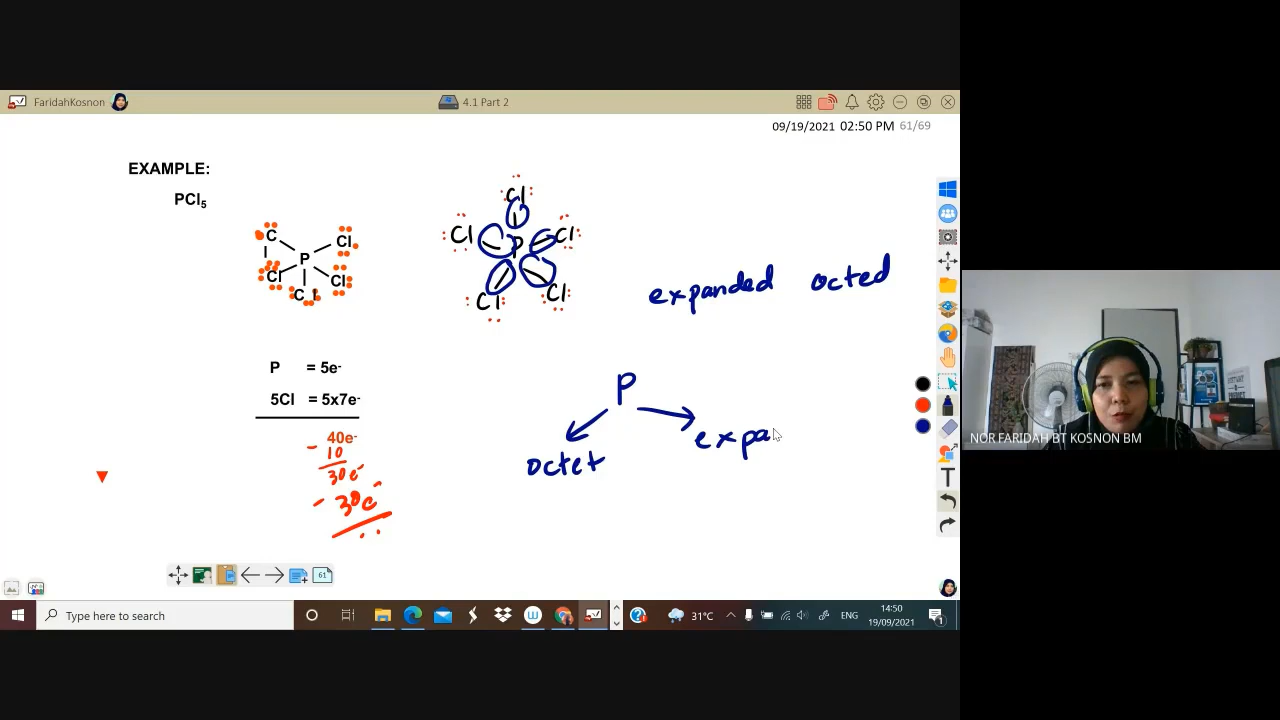 FaridahKosnon
4.1 Part 2
09/19/2021 02:50 PM 61/69
EXAMPLE:
PCl5
C
Cl
P
Cl
Cl
Cl
Cl
Cl
P
Cl
Cl
Cl
expanded octed
P = 5e-
5Cl = 5x7e-
40e-
- 10
30e-
- 30e-
P
octet
expa
NOR FARIDAH BT KOSNON BM
T
61
Type here to search
31°C
ENG
14:50
19/09/2021
1